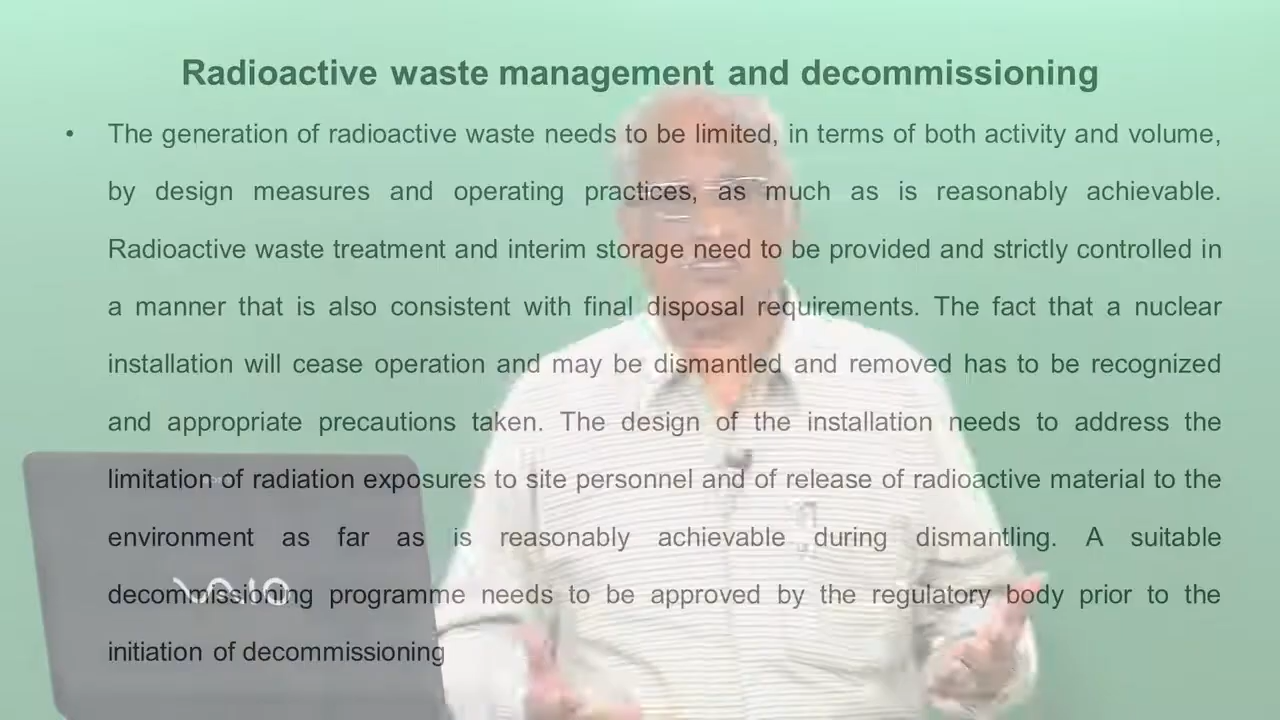 Radioactive waste management and decommissioning
• The generation of radioactive waste needs to be limited, in terms of both activity and volume,
by design measures and operating practices, as much as is reasonably achievable.
Radioactive waste treatment and interim storage need to be provided and strictly controlled in
a manner that is also consistent with final disposal requirements. The fact that a nuclear
installation will cease operation and may be dismantled and removed has to be recognized
and appropriate precautions taken. The design of the installation needs to address the
limitation of radiation exposures to site personnel and of release of radioactive material to the
environment as far as is reasonably achievable during dismantling. A suitable
decommissioning programme needs to be approved by the regulatory body prior to the
initiation of decommissioning